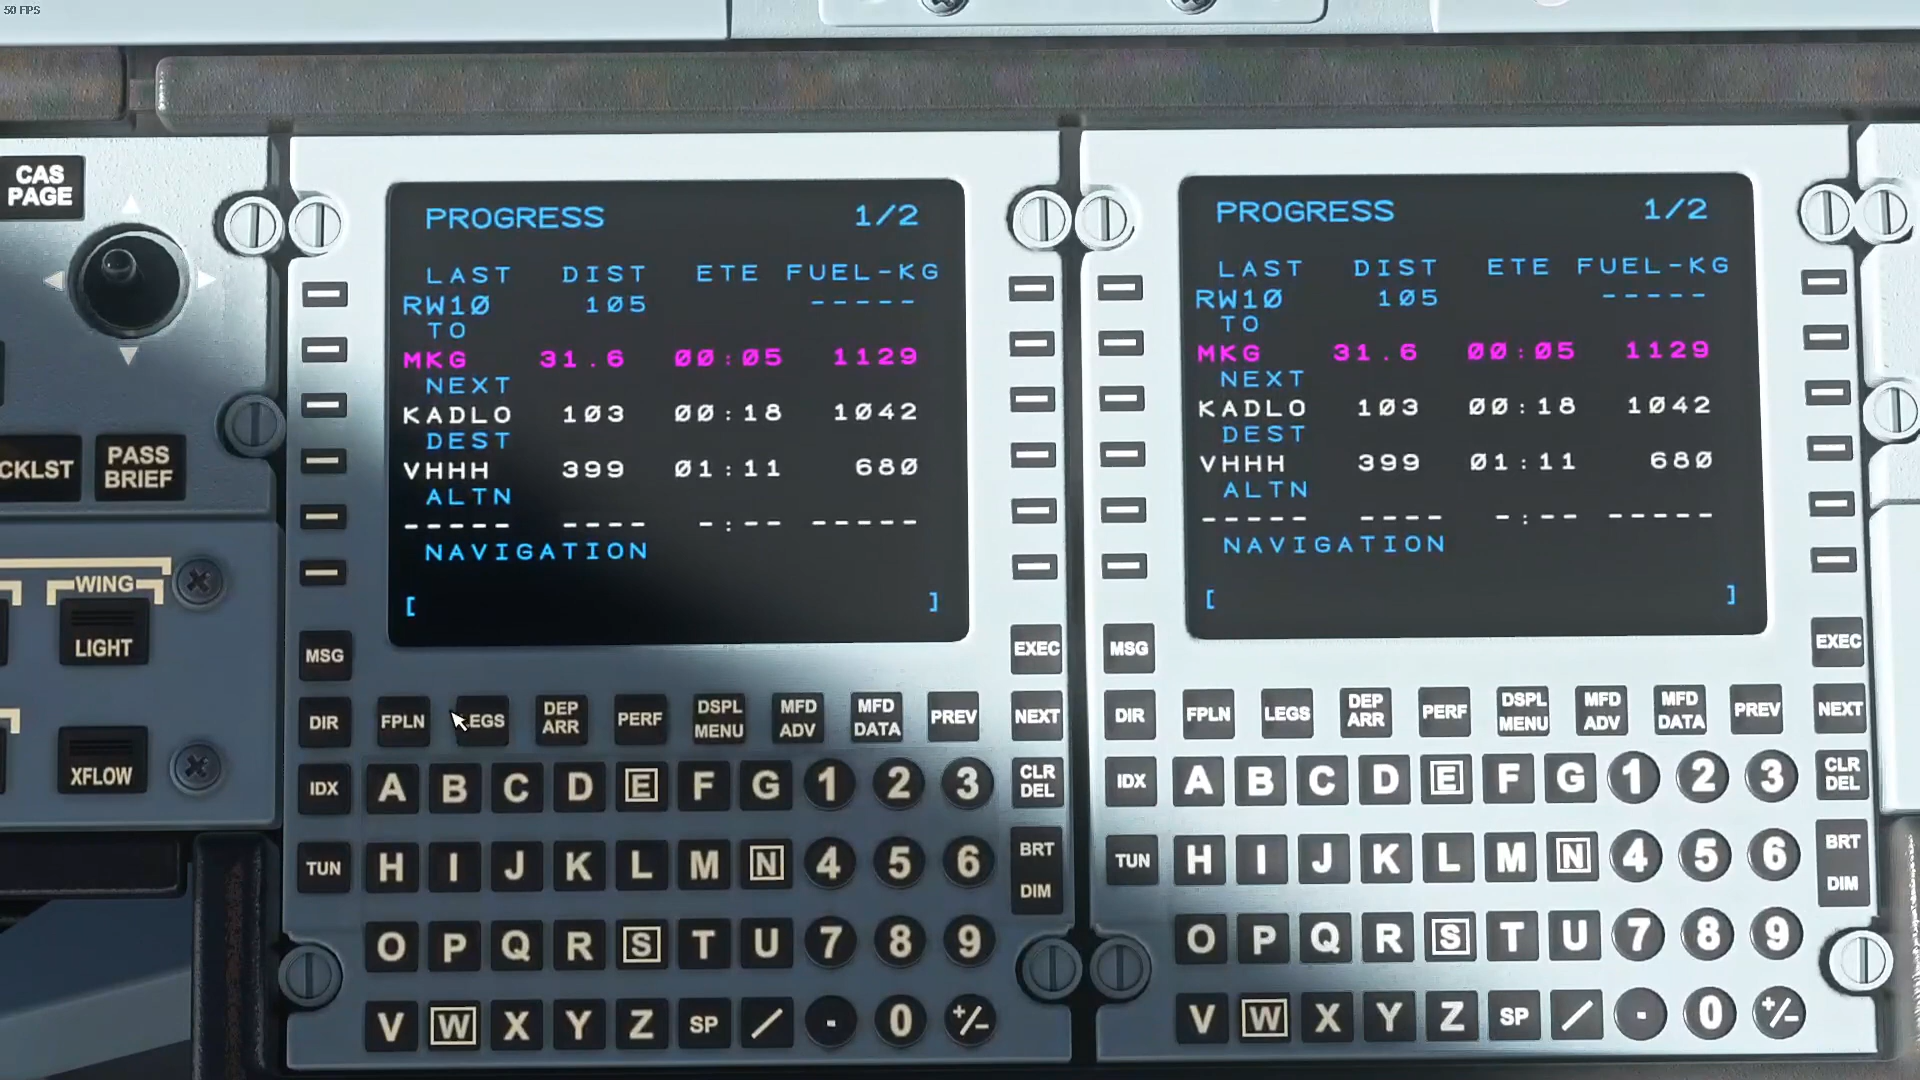 50 FPS
CAS
PAGE
CKLST
PASS
BRIEF
WING
LIGHT
XFLOW
PROGRESS 1/2
LAST DIST ETE FUEL-KG
RW10 105 -----
TO
MKG 31.6 00:05 1129
NEXT
KADLO 103 00:18 1042
DEST
VHHH 399 01:11 680
ALTN
----- ---- -:-- -----
NAVIGATION
[ ]
MSG EXEC
DIR FPLN LEGS DEP ARR PERF DSPL MENU MFD ADV MFD DATA PREV NEXT
IDX A B C D E F G 1 2 3 CLR DEL
TUN H I J K L M N 4 5 6 BRT DIM
O P Q R S T U 7 8 9
V W X Y Z SP / . 0 +/-
PROGRESS 1/2
LAST DIST ETE FUEL-KG
RW10 105 -----
TO
MKG 31.6 00:05 1129
NEXT
KADLO 103 00:18 1042
DEST
VHHH 399 01:11 680
ALTN
----- ---- -:-- -----
NAVIGATION
[ ]
MSG EXEC
DIR FPLN LEGS DEP ARR PERF DSPL MENU MFD ADV MFD DATA PREV NEXT
IDX A B C D E F G 1 2 3 CLR DEL
TUN H I J K L M N 4 5 6 BRT DIM
O P Q R S T U 7 8 9
V W X Y Z SP / . 0 +/-